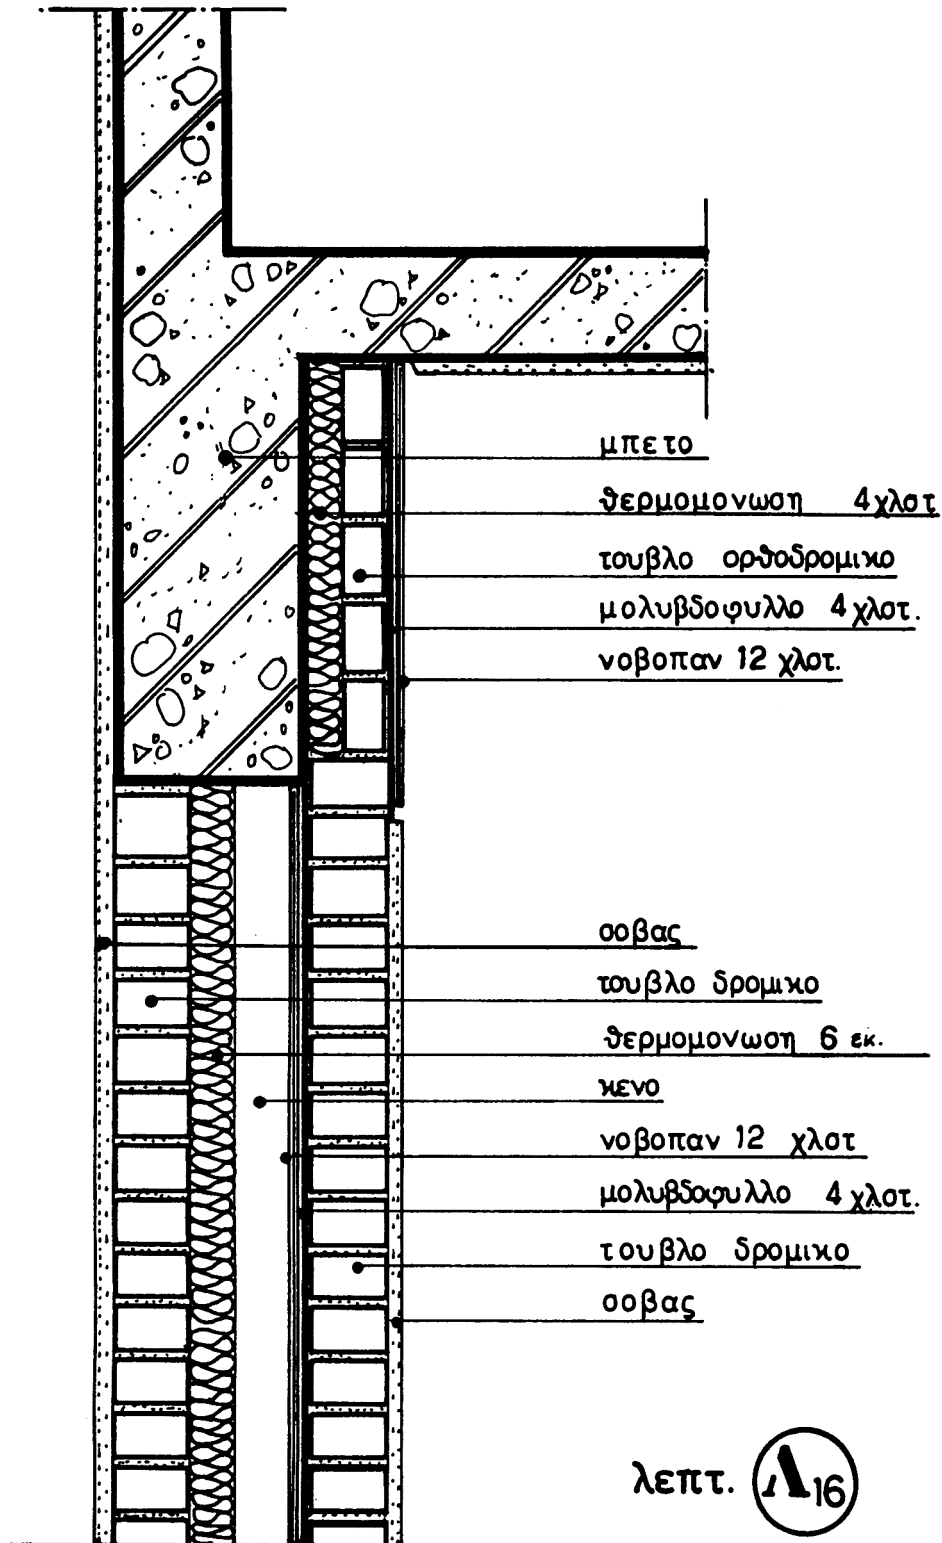 μπετο
θερμομονωση 4χλστ
τουβλο ορθοδρομικο
μολυβδοφυλλο 4χλστ.
νοβοπαν 12 χλστ.
σοβας
τουβλο δρομικο
θερμομονωση 6 εκ.
κενο
νοβοπαν 12 χλστ
μολυβδοφυλλο 4χλστ.
τουβλο δρομικο
σοβας
λεπτ. Λ16